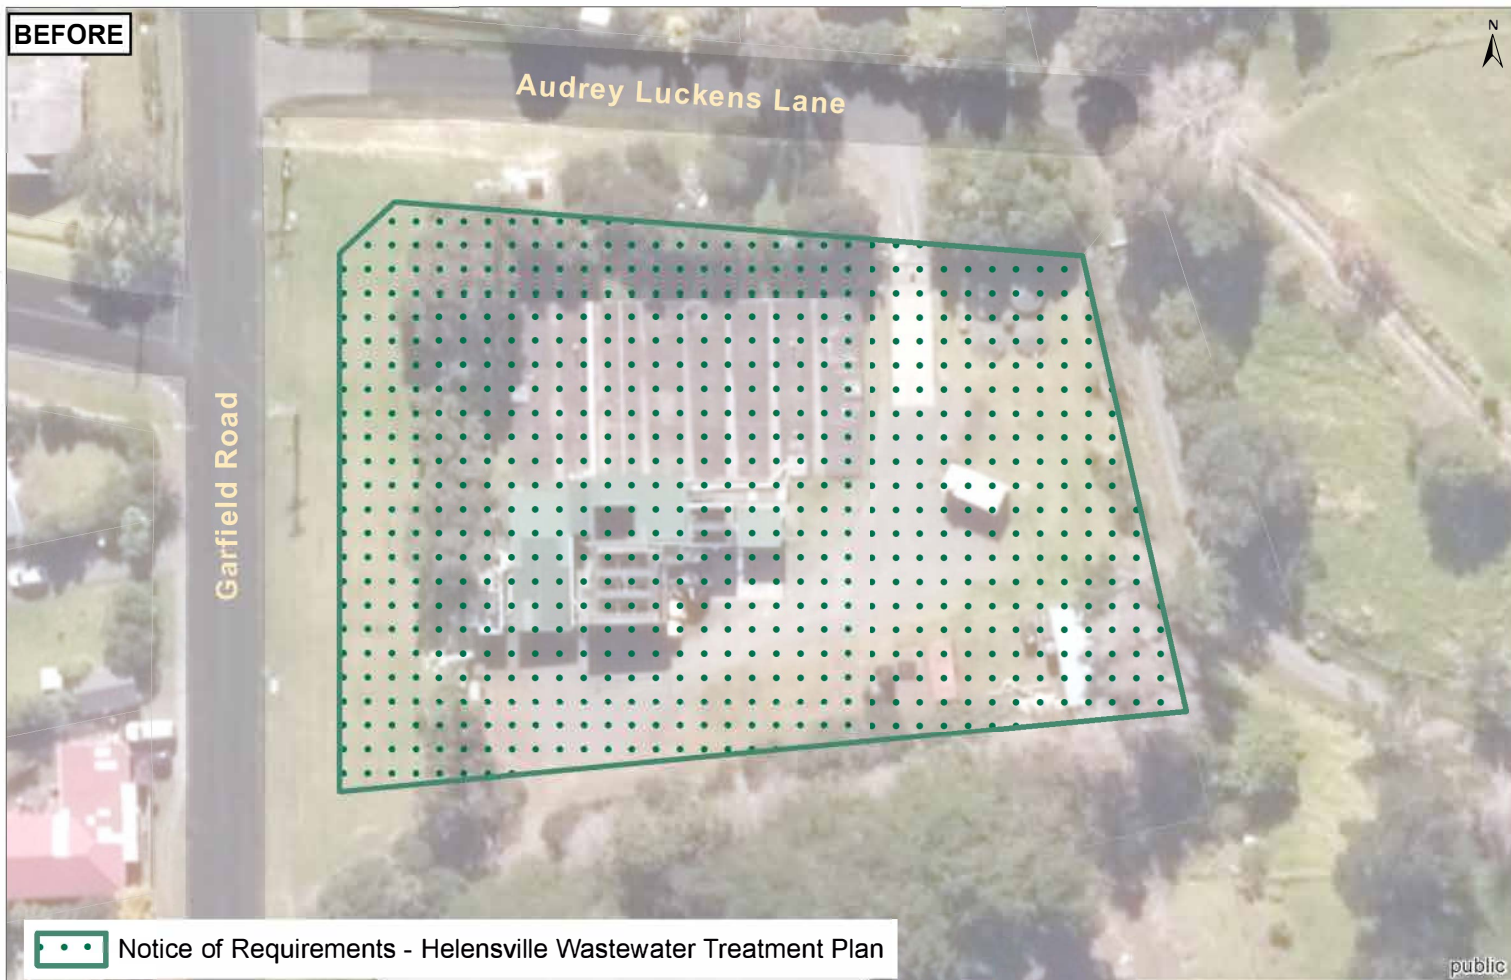 BEFORE
N
Audrey Luckens Lane
Garfield Road
Notice of Requirements - Helensville Wastewater Treatment Plan
public